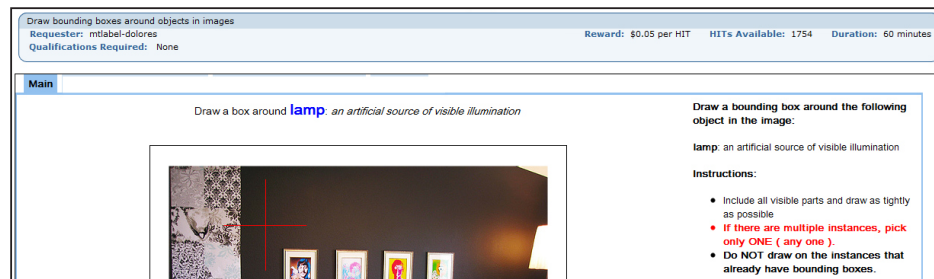 Draw bounding boxes around objects in images
Requester: mtlabel-dolores Reward: $0.05 per HIT HITs Available: 1754 Duration: 60 minutes
Qualifications Required: None
Main
Draw a box around lamp: an artificial source of visible illumination
Draw a bounding box around the following
object in the image:
lamp: an artificial source of visible illumination
Instructions:
• Include all visible parts and draw as tightly
as possible
• If there are multiple instances, pick
only ONE ( any one ).
• Do NOT draw on the instances that
already have bounding boxes.